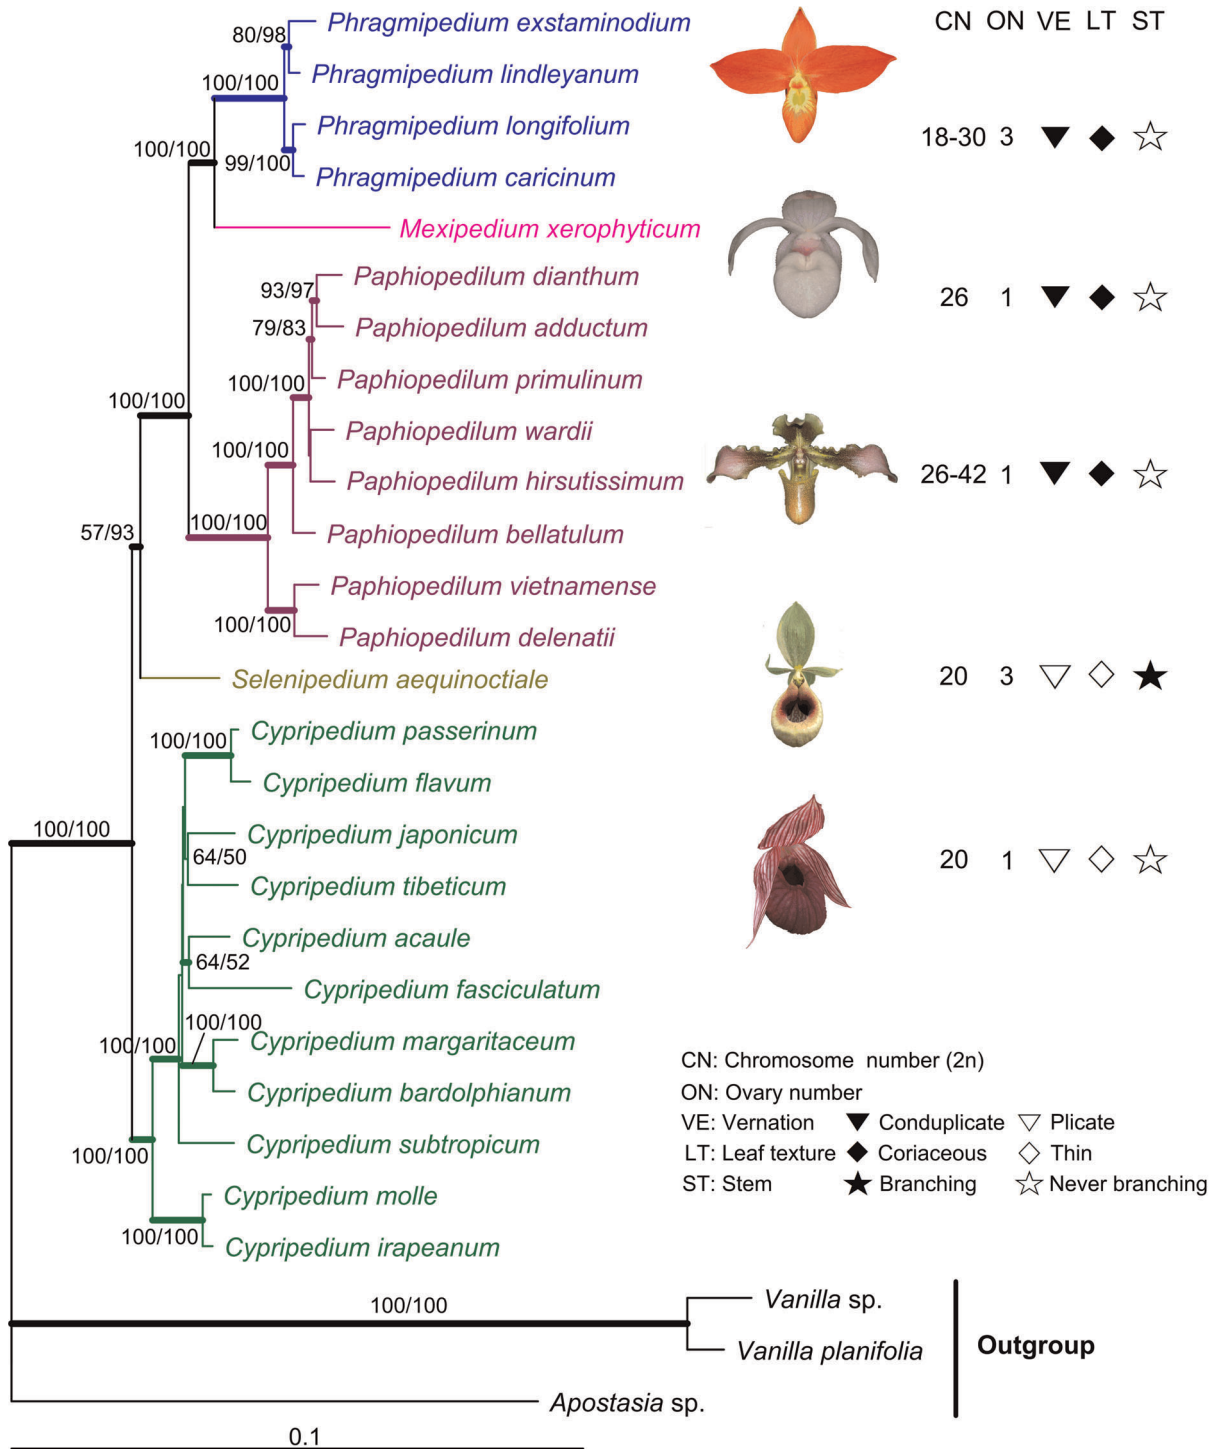 CN ON VE LT ST
Phragmipedium exstaminodium
80/98
Phragmipedium lindleyanum
100/100
Phragmipedium longifolium
18-30 3
100/100
99/100
Phragmipedium caricinum
Mexipedium xerophyticum
Paphiopedilum dianthum
93/97
26 1
79/83
Paphiopedilum adductum
100/100
Paphiopedilum primulinum
100/100
Paphiopedilum wardii
100/100
Paphiopedilum hirsutissimum
26-42 1
100/100
57/93
Paphiopedilum bellatulum
Paphiopedilum vietnamense
100/100
Paphiopedilum delenatii
Selenipedium aequinoctiale
20 3
Cypripedium passerinum
100/100
Cypripedium flavum
100/100
Cypripedium japonicum
64/50
20 1
Cypripedium tibeticum
Cypripedium acaule
64/52
Cypripedium fasciculatum
100/100
Cypripedium margaritaceum
100/100
Cypripedium bardolphianum
Cypripedium subtropicum
100/100
Cypripedium molle
100/100
Cypripedium irapeanum
CN: Chromosome number (2n)
ON: Ovary number
VE: Vernation Conduplicate Plicate
LT: Leaf texture Coriaceous Thin
ST: Stem Branching Never branching
100/100
Vanilla sp.
Vanilla planifolia
Outgroup
Apostasia sp.
0.1